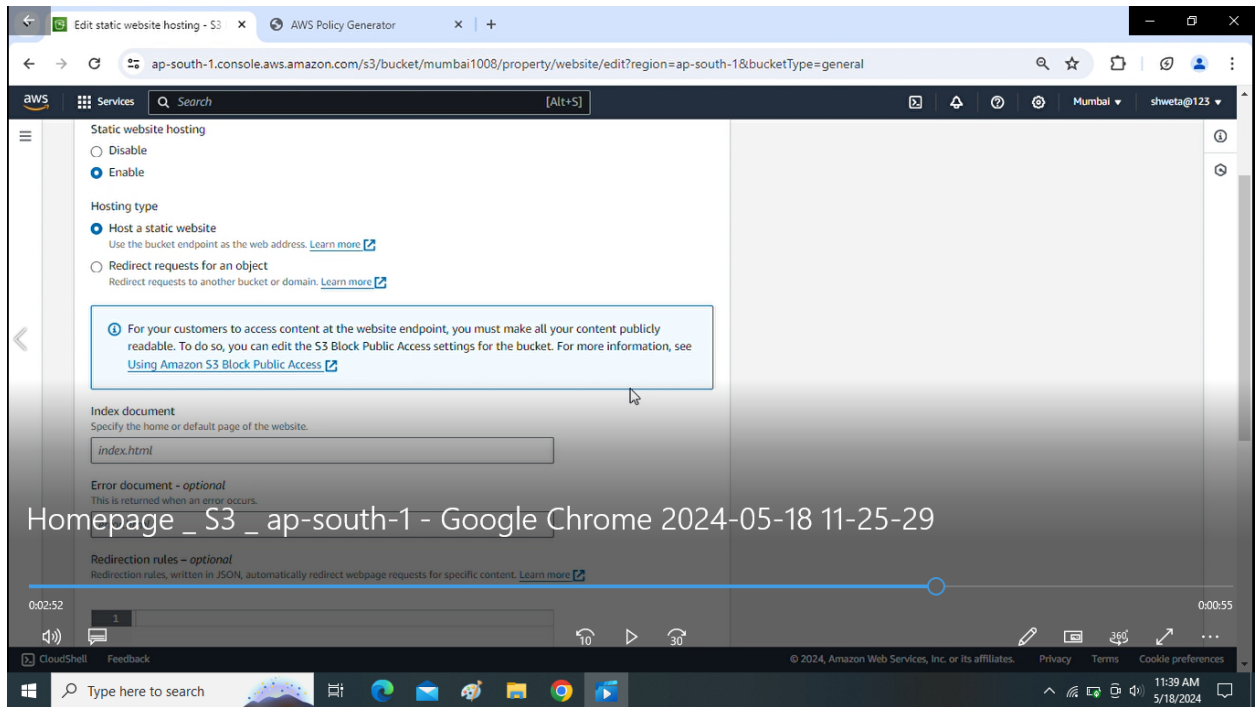 Edit static website hosting - S3
AWS Policy Generator
ap-south-1.console.aws.amazon.com/s3/bucket/mumbai1008/property/website/edit?region=ap-south-1&bucketType=general
aws
Services
Search
[Alt+S]
Mumbai
shweta@123
Static website hosting
Disable
Enable
Hosting type
Host a static website
Use the bucket endpoint as the web address. Learn more
Redirect requests for an object
Redirect requests to another bucket or domain. Learn more
For your customers to access content at the website endpoint, you must make all your content publicly
readable. To do so, you can edit the S3 Block Public Access settings for the bucket. For more information, see
Using Amazon S3 Block Public Access
Index document
Specify the home or default page of the website.
index.html
Error document - optional
This is returned when an error occurs.
Homepage _ S3 _ ap-south-1 - Google Chrome 2024-05-18 11-25-29
Redirection rules – optional
Redirection rules, written in JSON, automatically redirect webpage requests for specific content. Learn more
0:02:52
0:00:55
1
10
30
360
CloudShell
Feedback
© 2024, Amazon Web Services, Inc. or its affiliates.
Privacy
Terms
Cookie preferences
Type here to search
11:39 AM
5/18/2024